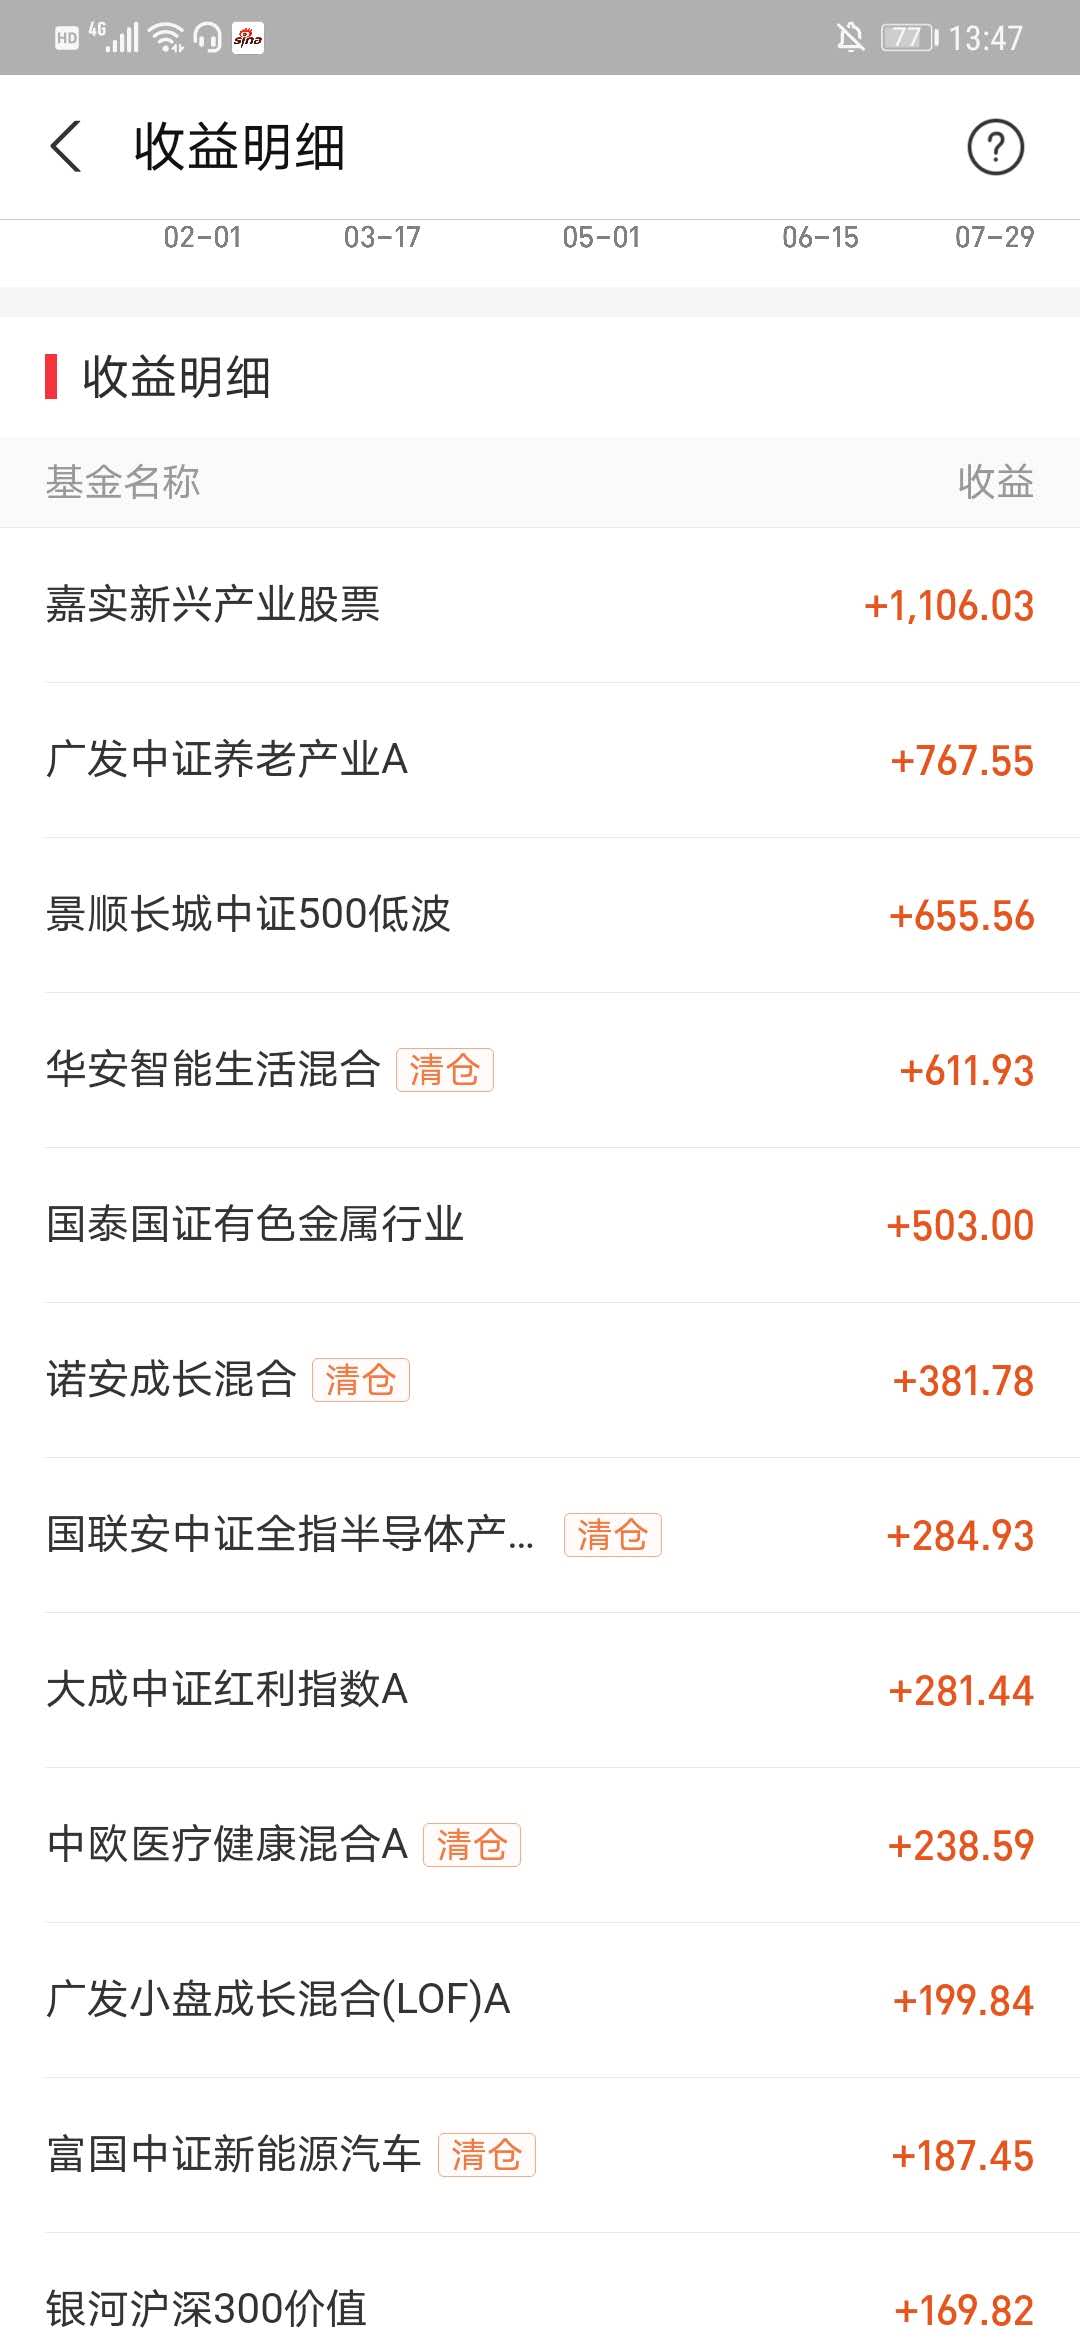 HD 4G sina 77 13:47
收益明细 ?
02-01 03-17 05-01 06-15 07-29
收益明细
基金名称 收益
嘉实新兴产业股票 +1,106.03
广发中证养老产业A +767.55
景顺长城中证500低波 +655.56
华安智能生活混合 清仓 +611.93
国泰国证有色金属行业 +503.00
诺安成长混合 清仓 +381.78
国联安中证全指半导体产... 清仓 +284.93
大成中证红利指数A +281.44
中欧医疗健康混合A 清仓 +238.59
广发小盘成长混合(LOF)A +199.84
富国中证新能源汽车 清仓 +187.45
银河沪深300价值 +169.82